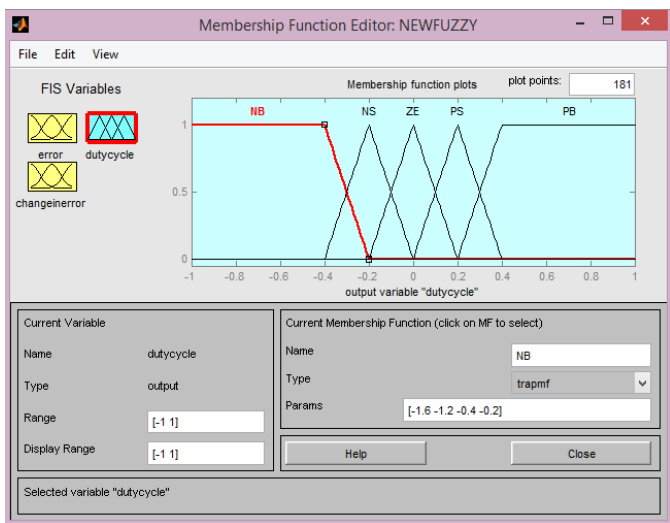 Membership Function Editor: NEWFUZZY
File Edit View
FIS Variables
error dutycycle
changeinerror
Membership function plots plot points: 181
NB NS ZE PS PB
1
0.5
0
-1 -0.8 -0.6 -0.4 -0.2 0 0.2 0.4 0.6 0.8 1
output variable "dutycycle"
Current Variable
Name dutycycle
Type output
Range [-1 1]
Display Range [-1 1]
Current Membership Function (click on MF to select)
Name NB
Type trapmf
Params [-1.6 -1.2 -0.4 -0.2]
Help Close
Selected variable "dutycycle"